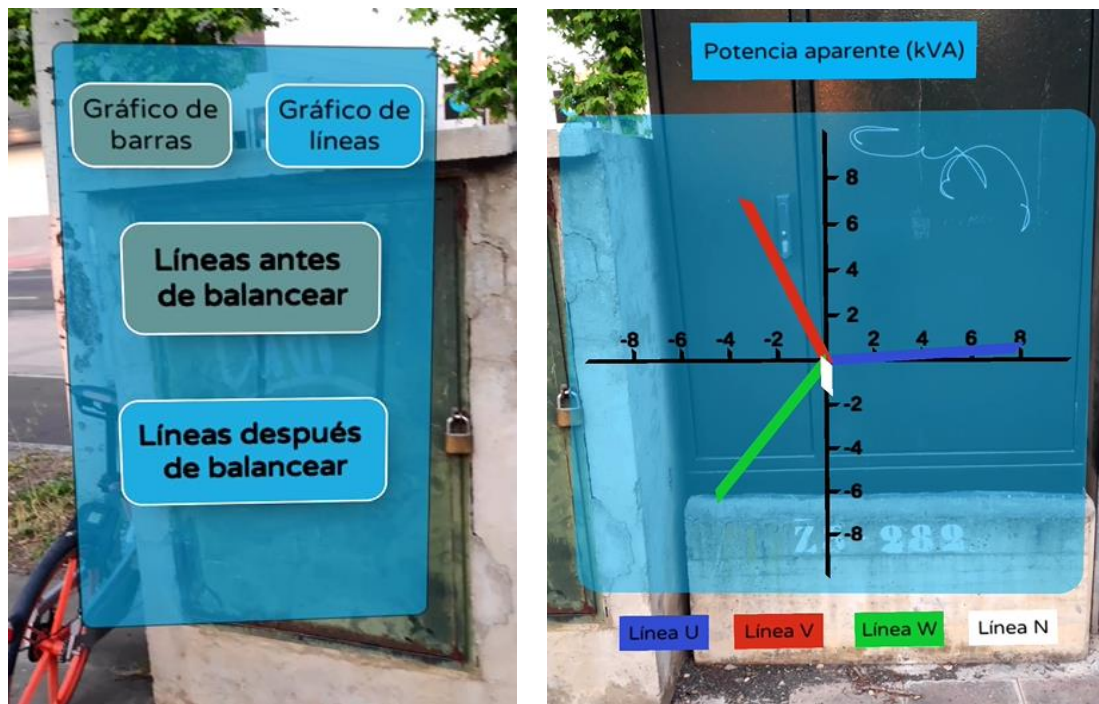 Gráfico de
barras
Gráfico de
líneas
Líneas antes
de balancear
Líneas después
de balancear
Potencia aparente (kVA)
8
6
4
2
-8 -6 -4 -2 2 4 6 8
-2
-4
-6
-8
282
Línea U
Línea V
Línea W
Línea N